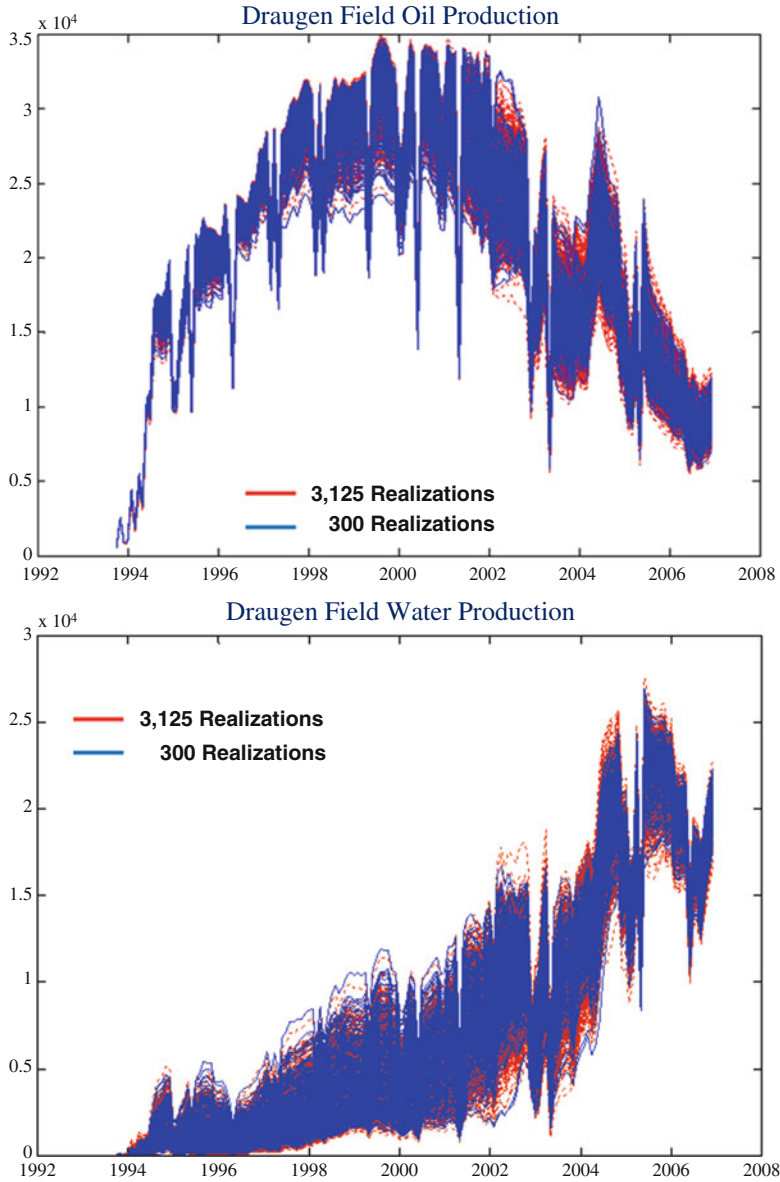 Draugen Field Oil Production
x 10⁴
3.5
3
2.5
2
1.5
1
0.5
0
3,125 Realizations
300 Realizations
1992 1994 1996 1998 2000 2002 2004 2006 2008
Draugen Field Water Production
x 10⁴
3
2.5
2
1.5
1
0.5
0
3,125 Realizations
300 Realizations
1992 1994 1996 1998 2000 2002 2004 2006 2008